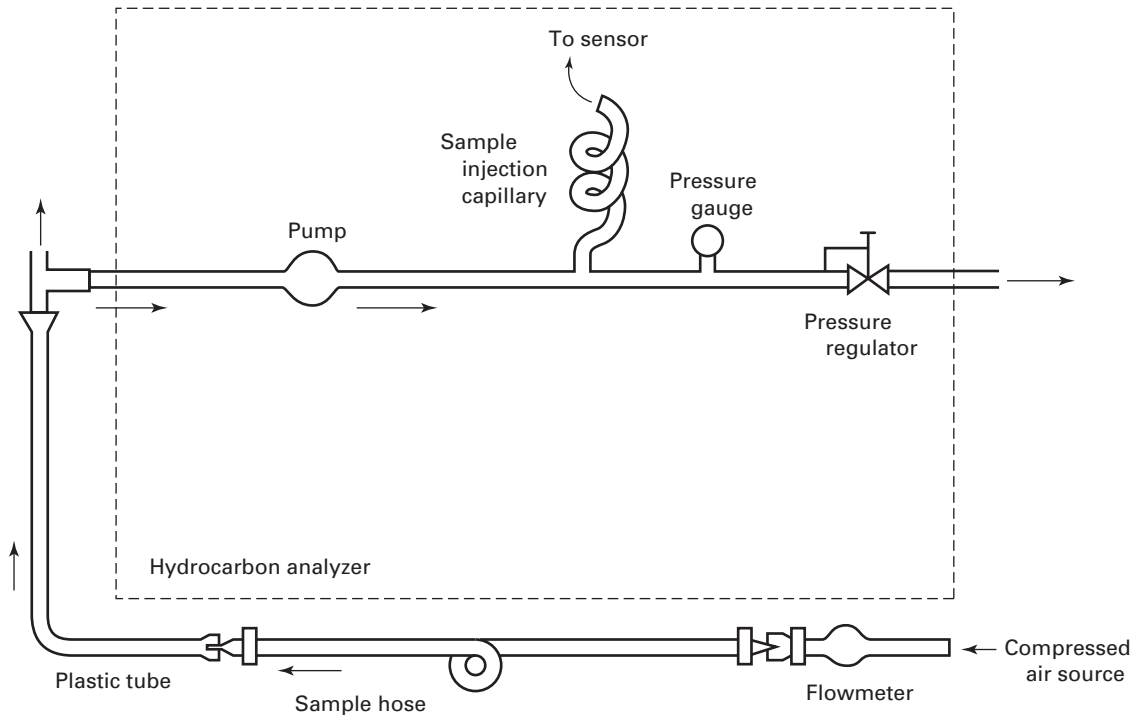 To sensor
Sample
injection
capillary
Pressure
gauge
Pump
Pressure
regulator
Hydrocarbon analyzer
Compressed
air source
Plastic tube
Flowmeter
Sample hose